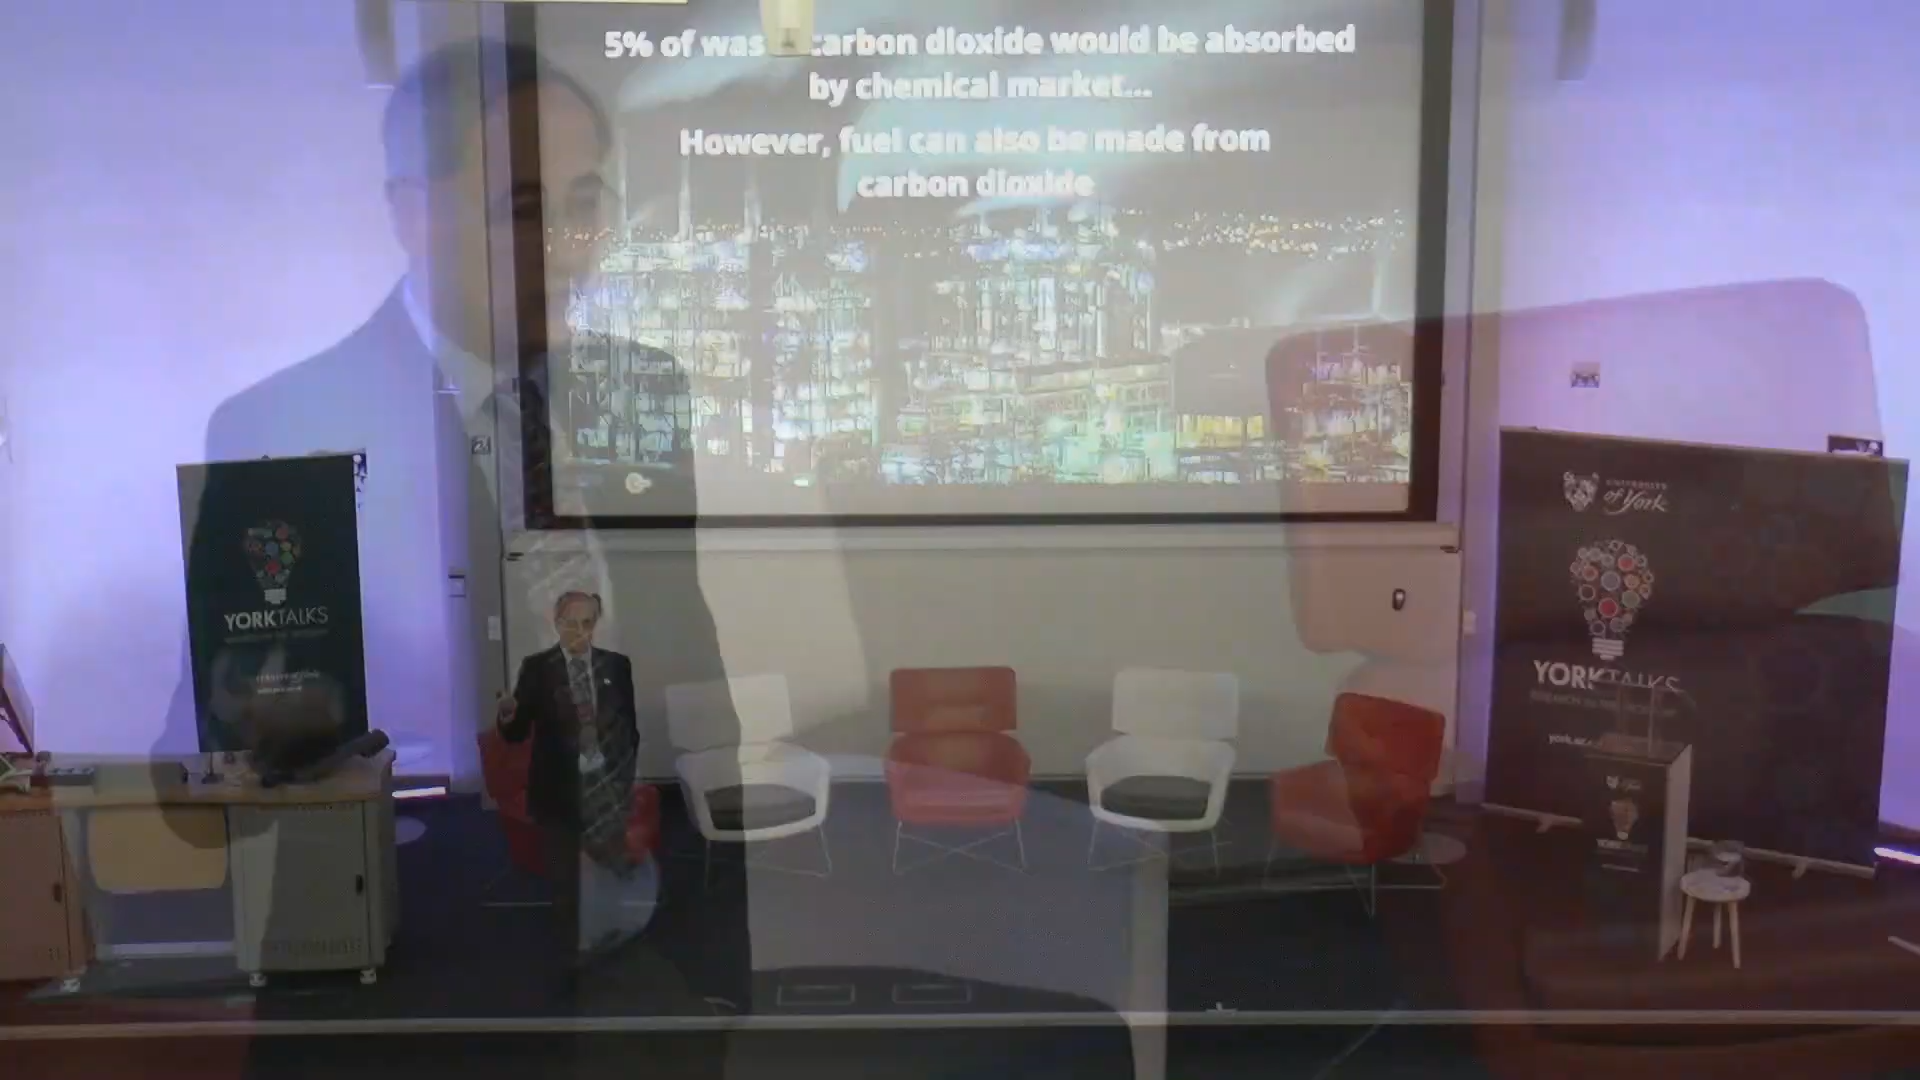 5% of was carbon dioxide would be absorbed
by chemical market...
However, fuel can also be made from
carbon dioxide
YORKTALKS
UNIVERSITY
of York
YORKTALKS